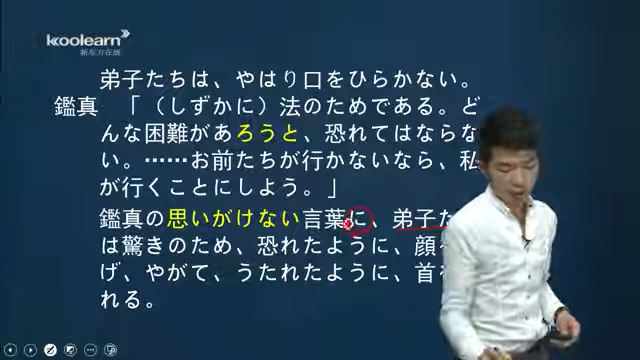 koolearn
新东方在线
弟子たちは、やはり口をひらかない。
鑑真 「（しずかに）法のためである。ど
んな困難があろうと、恐れてはならな
い。……お前たちが行かないなら、私
が行くことにしよう。」
鑑真の思いがけない言葉に、弟子た
は驚きのため、恐れたように、顔を
げ、やがて、うたれたように、首を
れる。